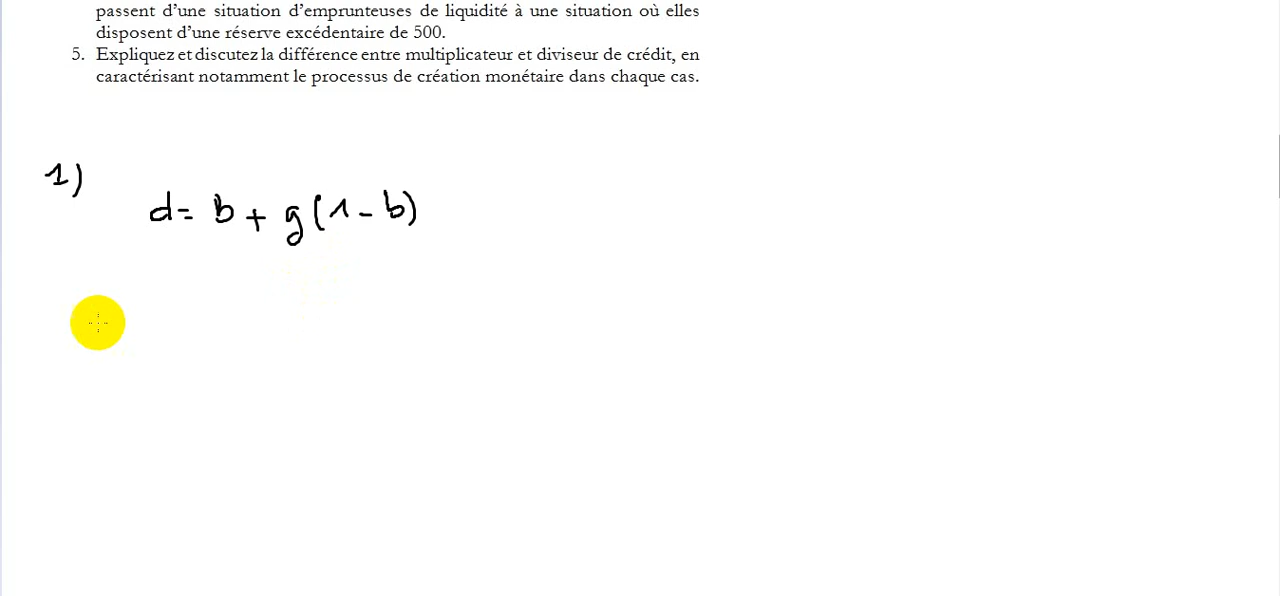 passent d'une situation d'emprunteuses de liquidité à une situation où elles
disposent d'une réserve excédentaire de 500.
5. Expliquez et discutez la différence entre multiplicateur et diviseur de crédit, en
caractérisant notamment le processus de création monétaire dans chaque cas.
1)
d= b + g(1-b)